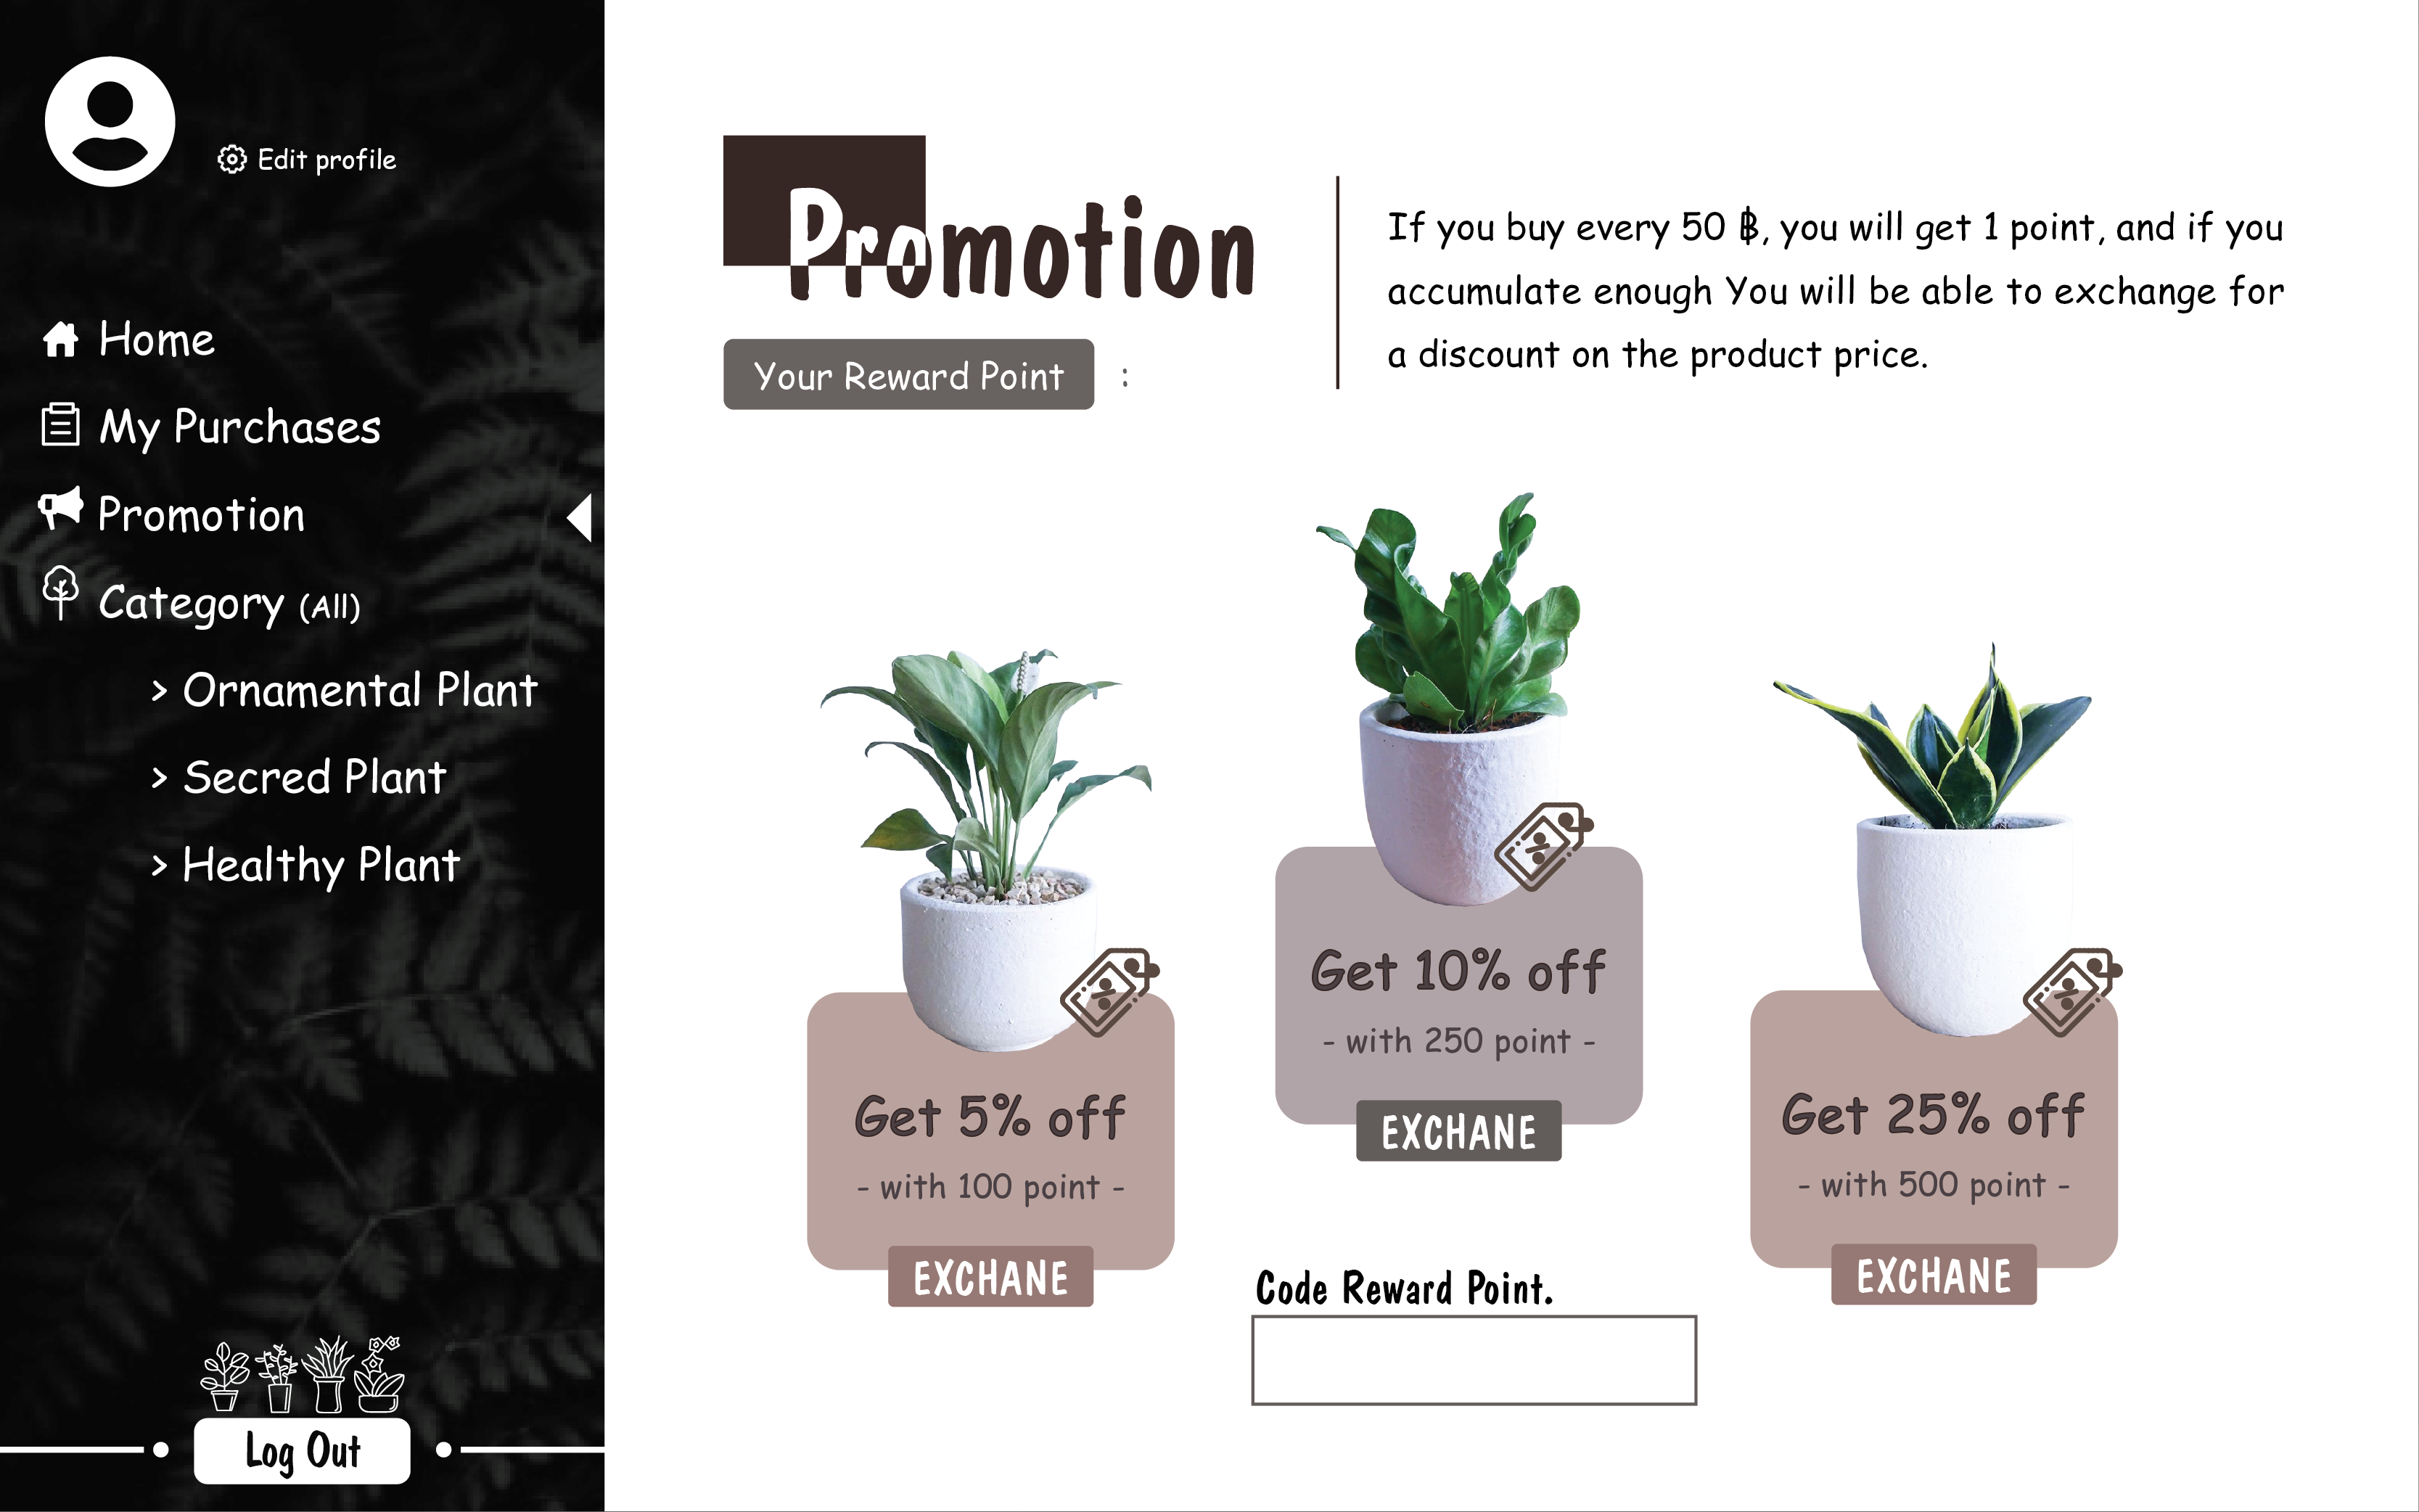 Edit profile
Home
My Purchases
Promotion
Category (All)
> Ornamental Plant
> Secred Plant
> Healthy Plant
Log Out
Promotion
Your Reward Point :
If you buy every 50 ฿, you will get 1 point, and if you
accumulate enough You will be able to exchange for
a discount on the product price.
Get 5% off
- with 100 point -
EXCHANE
Get 10% off
- with 250 point -
EXCHANE
Get 25% off
- with 500 point -
EXCHANE
Code Reward Point.